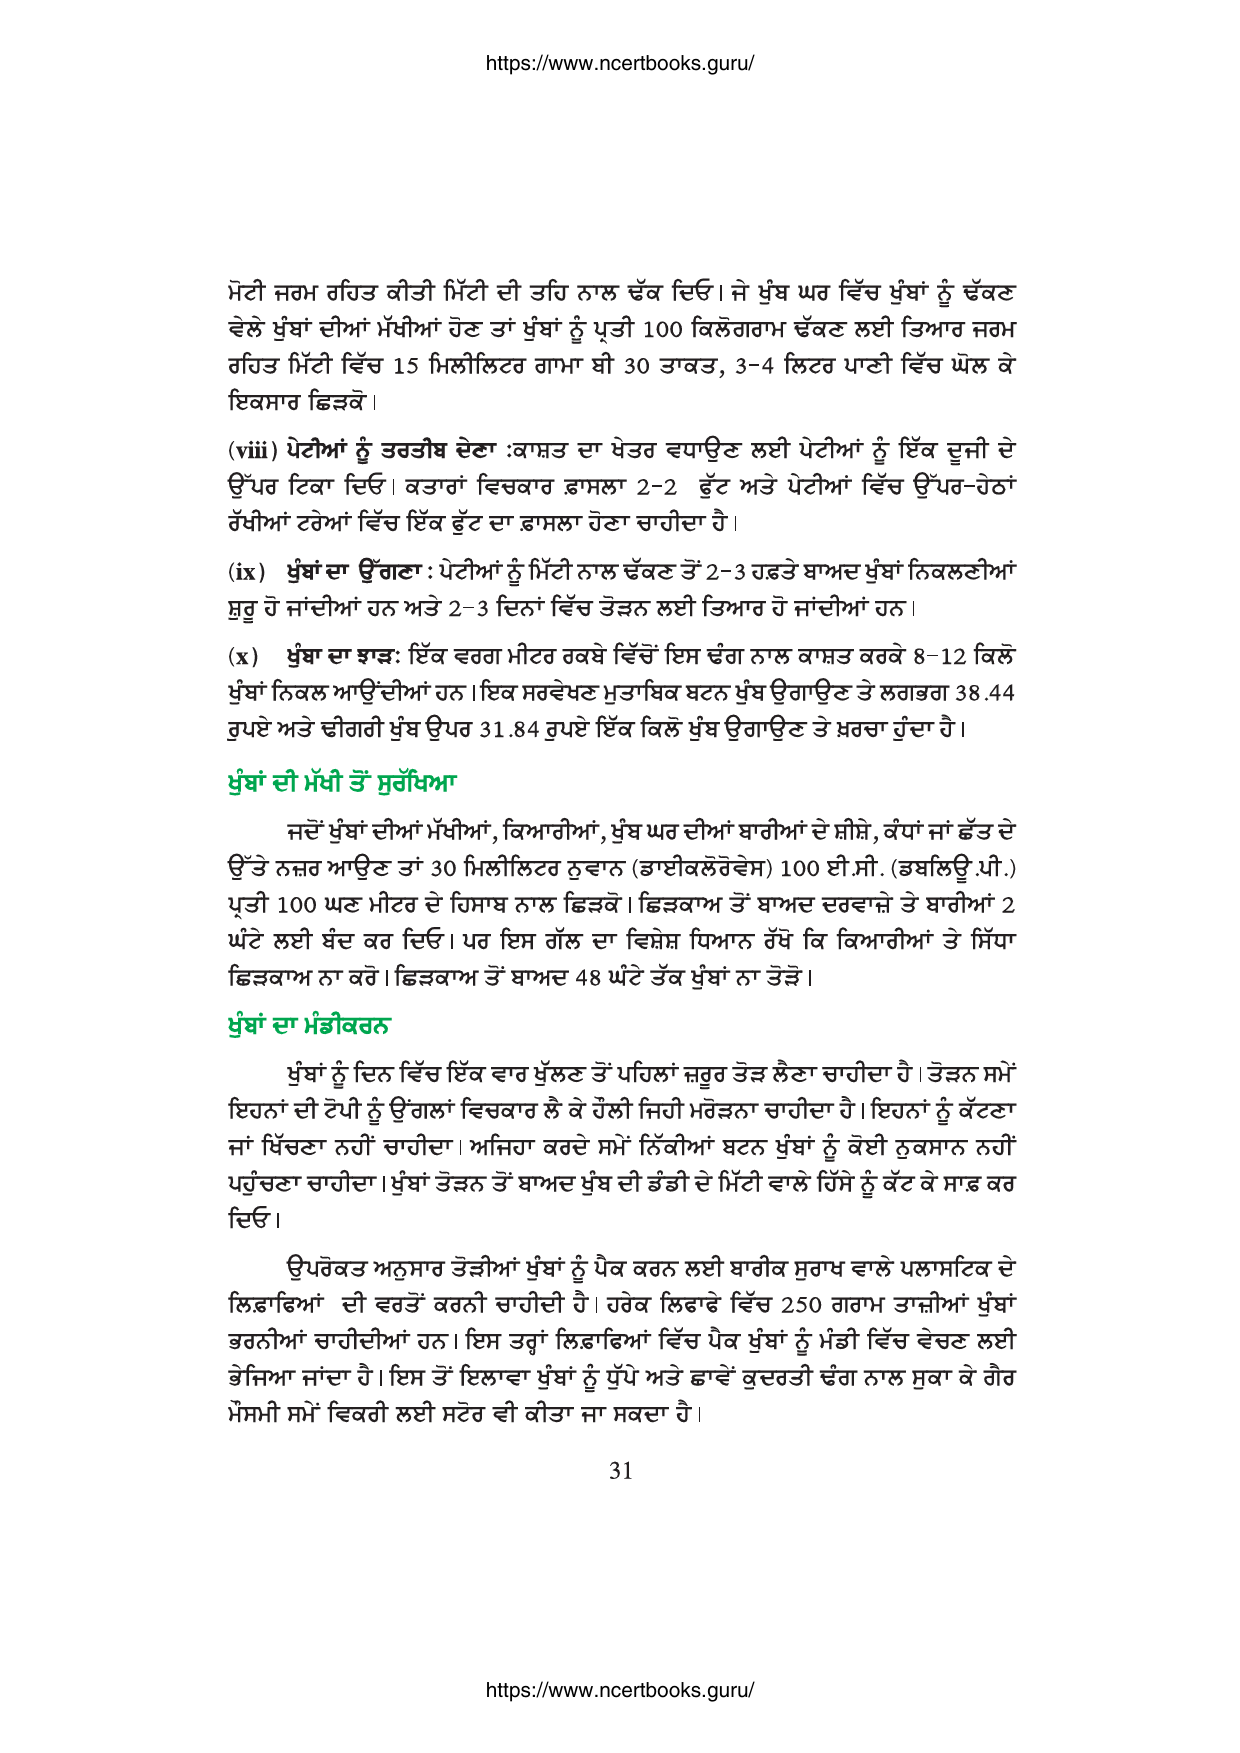 https://www.ncertbooks.guru/
ਮੋਟੀ ਜਰਮ ਰਹਿਤ ਕੀਤੀ ਮਿੱਟੀ ਦੀ ਤਹਿ ਨਾਲ ਢੱਕ ਦਿਓ। ਜੇ ਖੁੰਬ ਘਰ ਵਿੱਚ ਖੁੰਬਾਂ ਨੂੰ ਢੱਕਣ
ਵੇਲੇ ਖੁੰਬਾਂ ਦੀਆਂ ਮੱਖੀਆਂ ਹੋਣ ਤਾਂ ਖੁੰਬਾਂ ਨੂੰ ਪ੍ਰਤੀ 100 ਕਿਲੋਗਰਾਮ ਢੱਕਣ ਲਈ ਤਿਆਰ ਜਰਮ
ਰਹਿਤ ਮਿੱਟੀ ਵਿੱਚ 15 ਮਿਲੀਲਿਟਰ ਗਾਮਾ ਬੀ 30 ਤਾਕਤ, 3-4 ਲਿਟਰ ਪਾਣੀ ਵਿੱਚ ਘੋਲ ਕੇ
ਇਕਸਾਰ ਛਿੜਕੋ।
(viii) ਪੇਟੀਆਂ ਨੂੰ ਤਰਤੀਬ ਦੇਣਾ :ਕਾਸ਼ਤ ਦਾ ਖੇਤਰ ਵਧਾਉਣ ਲਈ ਪੇਟੀਆਂ ਨੂੰ ਇੱਕ ਦੂਜੀ ਦੇ
ਉੱਪਰ ਟਿਕਾ ਦਿਓ। ਕਤਾਰਾਂ ਵਿਚਕਾਰ ਫ਼ਾਸਲਾ 2-2 ਫੁੱਟ ਅਤੇ ਪੇਟੀਆਂ ਵਿੱਚ ਉੱਪਰ-ਹੇਠਾਂ
ਰੱਖੀਆਂ ਟਰੇਆਂ ਵਿੱਚ ਇੱਕ ਫੁੱਟ ਦਾ ਫ਼ਾਸਲਾ ਹੋਣਾ ਚਾਹੀਦਾ ਹੈ।
(ix) ਖੁੰਬਾਂ ਦਾ ਉੱਗਣਾ : ਪੇਟੀਆਂ ਨੂੰ ਮਿੱਟੀ ਨਾਲ ਢੱਕਣ ਤੋਂ 2-3 ਹਫ਼ਤੇ ਬਾਅਦ ਖੁੰਬਾਂ ਨਿਕਲਣੀਆਂ
ਸ਼ੁਰੂ ਹੋ ਜਾਂਦੀਆਂ ਹਨ ਅਤੇ 2-3 ਦਿਨਾਂ ਵਿੱਚ ਤੋੜਨ ਲਈ ਤਿਆਰ ਹੋ ਜਾਂਦੀਆਂ ਹਨ।
(x) ਖੁੰਬਾ ਦਾ ਝਾੜ: ਇੱਕ ਵਰਗ ਮੀਟਰ ਰਕਬੇ ਵਿੱਚੋਂ ਇਸ ਢੰਗ ਨਾਲ ਕਾਸ਼ਤ ਕਰਕੇ 8-12 ਕਿਲੋ
ਖੁੰਬਾਂ ਨਿਕਲ ਆਉਂਦੀਆਂ ਹਨ। ਇਕ ਸਰਵੇਖਣ ਮੁਤਾਬਿਕ ਬਟਨ ਖੁੰਬ ਉਗਾਉਣ ਤੇ ਲਗਭਗ 38.44
ਰੁਪਏ ਅਤੇ ਢੀਗਰੀ ਖੁੰਬ ਉਪਰ 31.84 ਰੁਪਏ ਇੱਕ ਕਿਲੋ ਖੁੰਬ ਉਗਾਉਣ ਤੇ ਖ਼ਰਚਾ ਹੁੰਦਾ ਹੈ।
ਖੁੰਬਾਂ ਦੀ ਮੱਖੀ ਤੋਂ ਸੁਰੱਖਿਆ
ਜਦੋਂ ਖੁੰਬਾਂ ਦੀਆਂ ਮੱਖੀਆਂ, ਕਿਆਰੀਆਂ, ਖੁੰਬ ਘਰ ਦੀਆਂ ਬਾਰੀਆਂ ਦੇ ਸ਼ੀਸ਼ੇ, ਕੰਧਾਂ ਜਾਂ ਛੱਤ ਦੇ
ਉੱਤੇ ਨਜ਼ਰ ਆਉਣ ਤਾਂ 30 ਮਿਲੀਲਿਟਰ ਨੁਵਾਨ (ਡਾਈਕਲੋਰੋਵੇਸ) 100 ਈ.ਸੀ. (ਡਬਲਿਊ.ਪੀ.)
ਪ੍ਰਤੀ 100 ਘਣ ਮੀਟਰ ਦੇ ਹਿਸਾਬ ਨਾਲ ਛਿੜਕੋ। ਛਿੜਕਾਅ ਤੋਂ ਬਾਅਦ ਦਰਵਾਜ਼ੇ ਤੇ ਬਾਰੀਆਂ 2
ਘੰਟੇ ਲਈ ਬੰਦ ਕਰ ਦਿਓ। ਪਰ ਇਸ ਗੱਲ ਦਾ ਵਿਸ਼ੇਸ਼ ਧਿਆਨ ਰੱਖੋ ਕਿ ਕਿਆਰੀਆਂ ਤੇ ਸਿੱਧਾ
ਛਿੜਕਾਅ ਨਾ ਕਰੋ। ਛਿੜਕਾਅ ਤੋਂ ਬਾਅਦ 48 ਘੰਟੇ ਤੱਕ ਖੁੰਬਾਂ ਨਾ ਤੋੜੋ।
ਖੁੰਬਾਂ ਦਾ ਮੰਡੀਕਰਨ
ਖੁੰਬਾਂ ਨੂੰ ਦਿਨ ਵਿੱਚ ਇੱਕ ਵਾਰ ਖੁੱਲਣ ਤੋਂ ਪਹਿਲਾਂ ਜ਼ਰੂਰ ਤੋੜ ਲੈਣਾ ਚਾਹੀਦਾ ਹੈ। ਤੋੜਨ ਸਮੇਂ
ਇਹਨਾਂ ਦੀ ਟੋਪੀ ਨੂੰ ਉਂਗਲਾਂ ਵਿਚਕਾਰ ਲੈ ਕੇ ਹੌਲੀ ਜਿਹੀ ਮਰੋੜਨਾ ਚਾਹੀਦਾ ਹੈ। ਇਹਨਾਂ ਨੂੰ ਕੱਟਣਾ
ਜਾਂ ਖਿੱਚਣਾ ਨਹੀਂ ਚਾਹੀਦਾ। ਅਜਿਹਾ ਕਰਦੇ ਸਮੇਂ ਨਿੱਕੀਆਂ ਬਟਨ ਖੁੰਬਾਂ ਨੂੰ ਕੋਈ ਨੁਕਸਾਨ ਨਹੀਂ
ਪਹੁੰਚਣਾ ਚਾਹੀਦਾ। ਖੁੰਬਾਂ ਤੋੜਨ ਤੋਂ ਬਾਅਦ ਖੁੰਬ ਦੀ ਡੰਡੀ ਦੇ ਮਿੱਟੀ ਵਾਲੇ ਹਿੱਸੇ ਨੂੰ ਕੱਟ ਕੇ ਸਾਫ਼ ਕਰ
ਦਿਓ।
ਉਪਰੋਕਤ ਅਨੁਸਾਰ ਤੋੜੀਆਂ ਖੁੰਬਾਂ ਨੂੰ ਪੈਕ ਕਰਨ ਲਈ ਬਾਰੀਕ ਸੁਰਾਖ ਵਾਲੇ ਪਲਾਸਟਿਕ ਦੇ
ਲਿਫ਼ਾਫਿਆਂ ਦੀ ਵਰਤੋਂ ਕਰਨੀ ਚਾਹੀਦੀ ਹੈ। ਹਰੇਕ ਲਿਫਾਫੇ ਵਿੱਚ 250 ਗਰਾਮ ਤਾਜ਼ੀਆਂ ਖੁੰਬਾਂ
ਭਰਨੀਆਂ ਚਾਹੀਦੀਆਂ ਹਨ। ਇਸ ਤਰ੍ਹਾਂ ਲਿਫ਼ਾਫਿਆਂ ਵਿੱਚ ਪੈਕ ਖੁੰਬਾਂ ਨੂੰ ਮੰਡੀ ਵਿੱਚ ਵੇਚਣ ਲਈ
ਭੇਜਿਆ ਜਾਂਦਾ ਹੈ। ਇਸ ਤੋਂ ਇਲਾਵਾ ਖੁੰਬਾਂ ਨੂੰ ਧੁੱਪੇ ਅਤੇ ਛਾਵੇਂ ਕੁਦਰਤੀ ਢੰਗ ਨਾਲ ਸੁਕਾ ਕੇ ਗੈਰ
ਮੌਸਮੀ ਸਮੇਂ ਵਿਕਰੀ ਲਈ ਸਟੋਰ ਵੀ ਕੀਤਾ ਜਾ ਸਕਦਾ ਹੈ।
31
https://www.ncertbooks.guru/